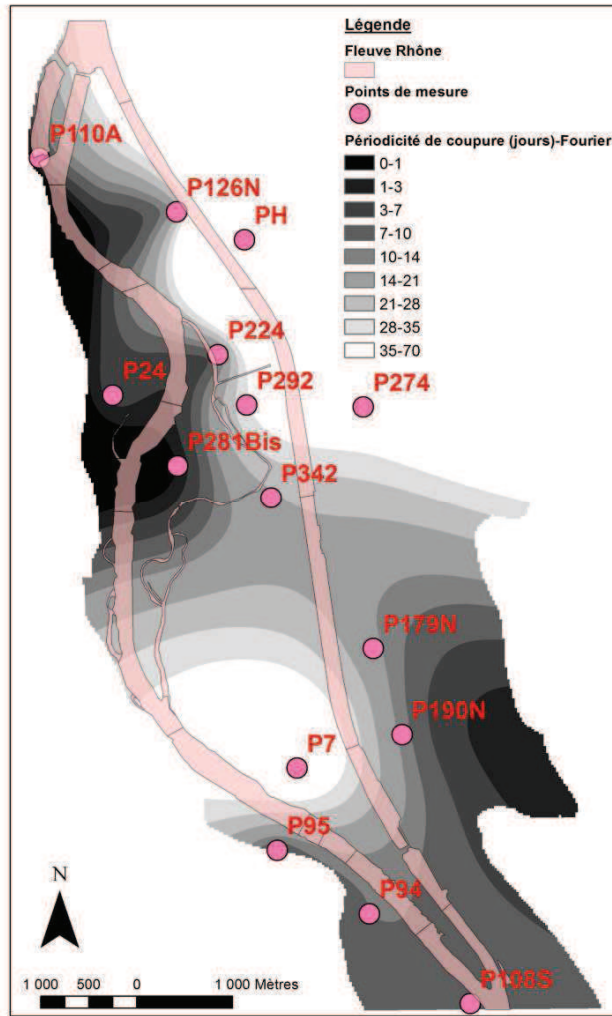 Légende
Fleuve Rhône
Points de mesure
Périodicité de coupure (jours)-Fourier
0-1
1-3
3-7
7-10
10-14
14-21
21-28
28-35
35-70
P110A
P126N
PH
P224
P24
P292
P274
P281Bis
P342
P179N
P190N
P7
P95
P94
P108S
N
1 000 500 0 1 000 Mètres